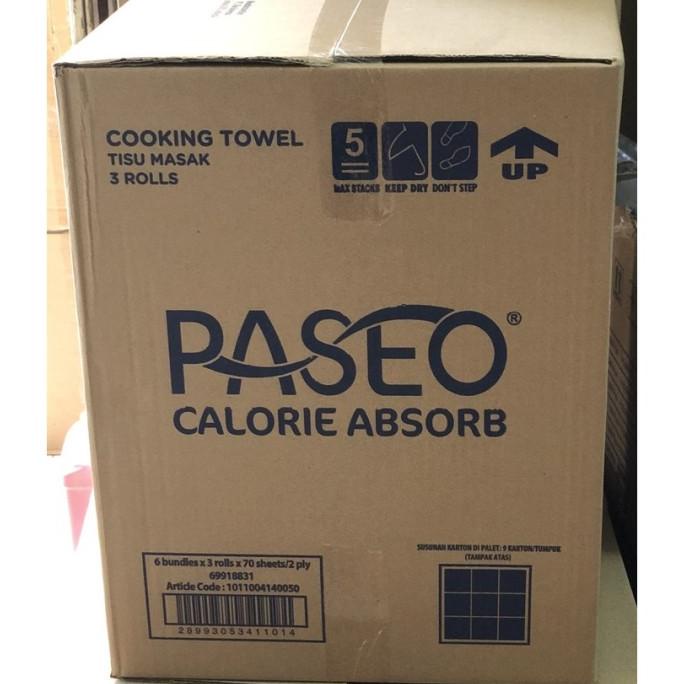 COOKING TOWEL
TISU MASAK
3 ROLLS
5
MAX STACKS KEEP DRY DON'T STEP
UP
PASEO®
CALORIE ABSORB
6 bundles x 3 rolls x 70 sheets/2 ply
69918831
Article Code : 1011004140050
28993053411014
SUSUNAN KARTON DI PALET: 9 KARTON/TUMPUK
(TAMPAK ATAS)